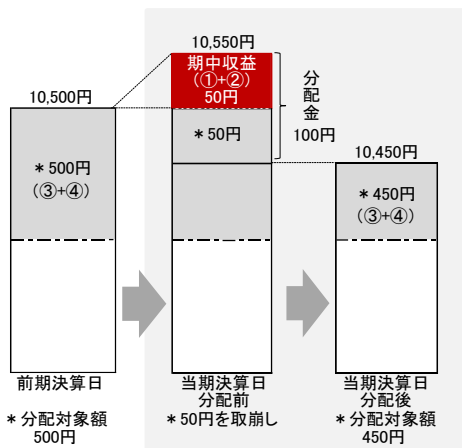 10,500円
＊500円
（③+④）
前期決算日
＊分配対象額
500円
10,550円
期中収益
（①+②）
50円
＊50円
分配金
100円
当期決算日
分配前
＊50円を取崩し
10,450円
＊450円
（③+④）
当期決算日
分配後
＊分配対象額
450円